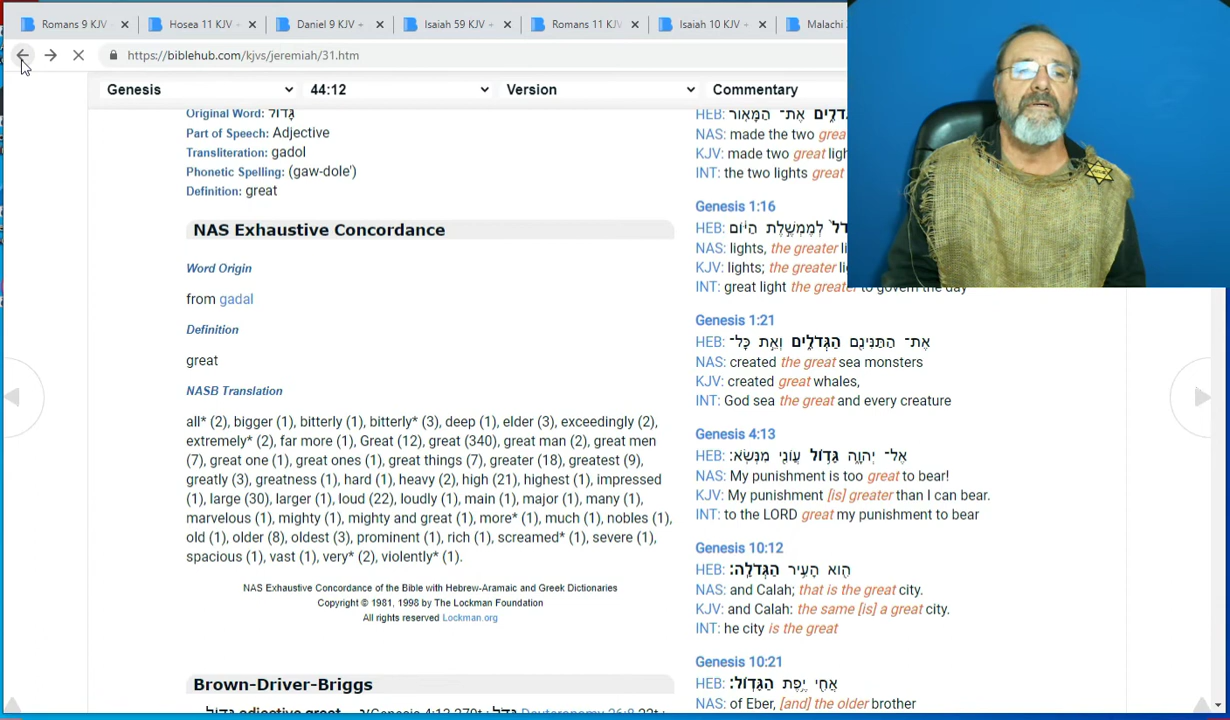 Romans 9 KJV
Hosea 11 KJV
Daniel 9 KJV
Isaiah 59 KJV
Romans 11 KJV
Isaiah 10 KJV
Malachi
https://biblehub.com/kjvs/jeremiah/31.htm
Genesis
44:12
Version
Commentary
Original Word: גָּדוֹל
Part of Speech: Adjective
Transliteration: gadol
Phonetic Spelling: (gaw-dole')
Definition: great
NAS Exhaustive Concordance
Word Origin
from gadal
Definition
great
NASB Translation
all* (2), bigger (1), bitterly (1), bitterly* (3), deep (1), elder (3), exceedingly (2),
extremely* (2), far more (1), Great (12), great (340), great man (2), great men
(7), great one (1), great ones (1), great things (7), greater (18), greatest (9),
greatly (3), greatness (1), hard (1), heavy (2), high (21), highest (1), impressed
(1), large (30), larger (1), loud (22), loudly (1), main (1), major (1), many (1),
marvelous (1), mighty (1), mighty and great (1), more* (1), much (1), nobles (1),
old (1), older (8), oldest (3), prominent (1), rich (1), screamed* (1), severe (1),
spacious (1), vast (1), very* (2), violently* (1).
NAS Exhaustive Concordance of the Bible with Hebrew-Aramaic and Greek Dictionaries
Copyright © 1981, 1998 by The Lockman Foundation
All rights reserved Lockman.org
Brown-Driver-Briggs
HEB: אֶת־ הַמְּאֹר
NAS: made the two grea
KJV: made two great ligh
INT: the two lights great
Genesis 1:16
HEB: לְמֶמְשֶׁ֣לֶת הַיּ֔וֹם
NAS: lights, the greater li
KJV: lights; the greater li
INT: great light the greater to govern the day
Genesis 1:21
HEB: אֶת־ הַתַּנִּינִ֖ם הַגְּדֹלִ֑ים וְאֵ֣ת כָּל־
NAS: created the great sea monsters
KJV: created great whales,
INT: God sea the great and every creature
Genesis 4:13
HEB: אֶל־ יְהוָ֑ה גָּד֥וֹל עֲוֺנִ֖י מִנְּשֹֽׂא׃
NAS: My punishment is too great to bear!
KJV: My punishment [is] greater than I can bear.
INT: to the LORD great my punishment to bear
Genesis 10:12
HEB: הִ֖וא הָעִ֥יר הַגְּדֹלָֽה׃
NAS: and Calah; that is the great city.
KJV: and Calah: the same [is] a great city.
INT: he city is the great
Genesis 10:21
HEB: אֲחִ֖י יֶ֥פֶת הַגָּדֽוֹל׃
NAS: of Eber, [and] the older brother